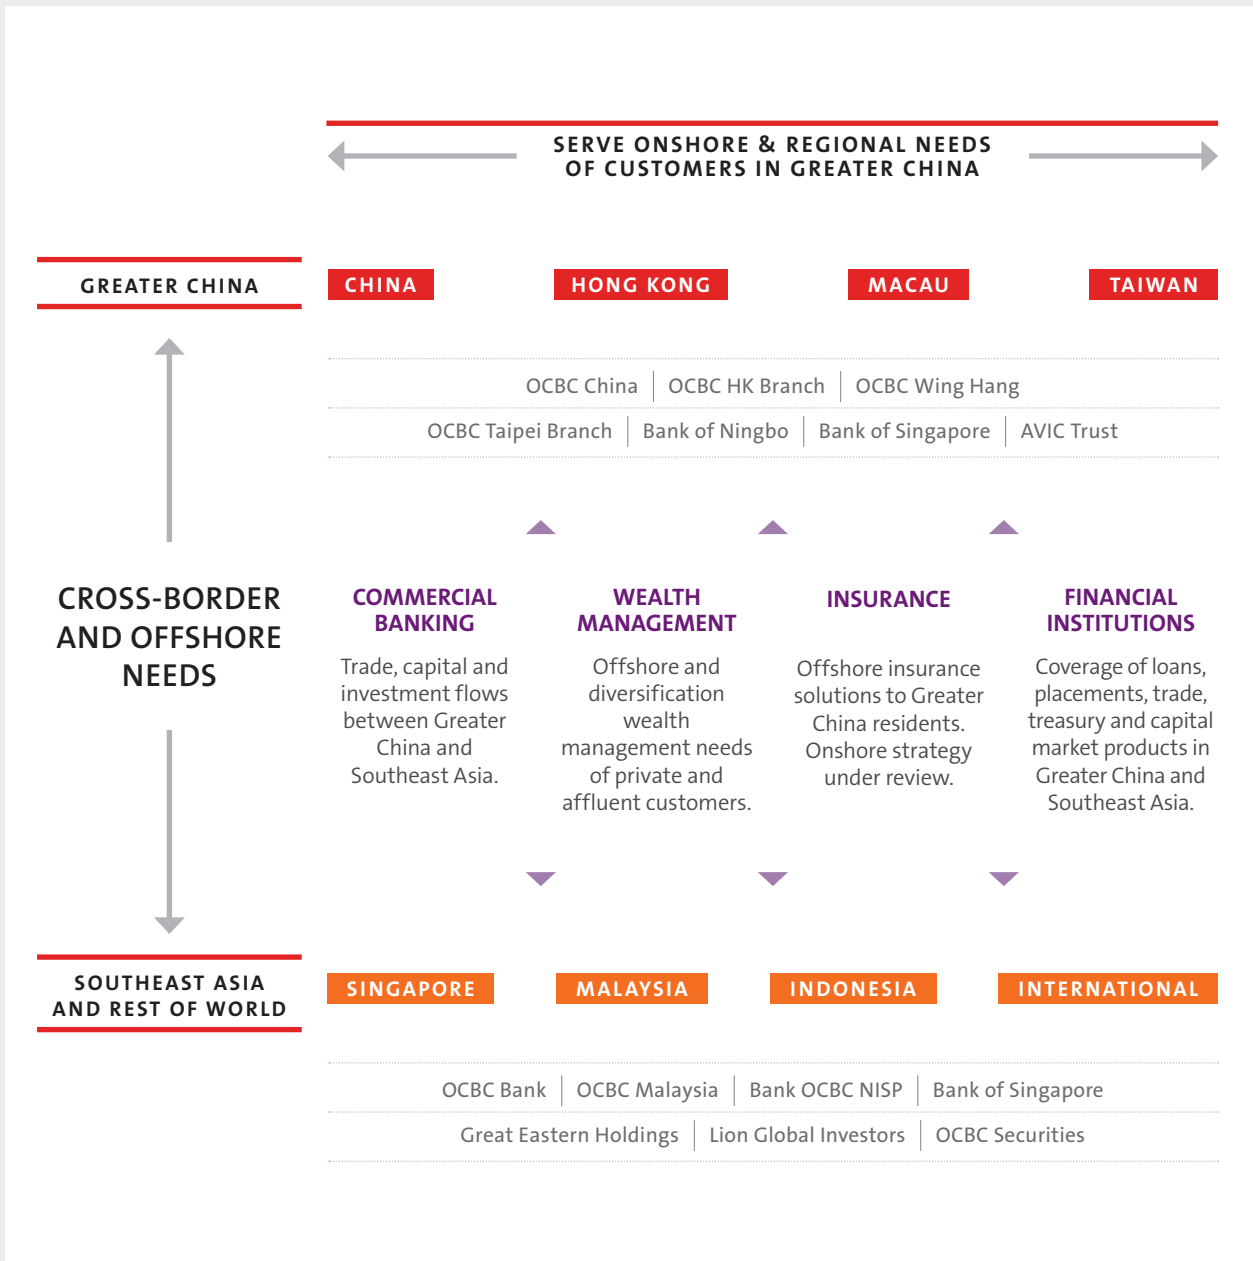 SERVE ONSHORE & REGIONAL NEEDS
OF CUSTOMERS IN GREATER CHINA
GREATER CHINA
CHINA
HONG KONG
MACAU
TAIWAN
OCBC China | OCBC HK Branch | OCBC Wing Hang
OCBC Taipei Branch | Bank of Ningbo | Bank of Singapore | AVIC Trust
CROSS-BORDER
AND OFFSHORE
NEEDS
COMMERCIAL
BANKING
Trade, capital and
investment flows
between Greater
China and
Southeast Asia.
WEALTH
MANAGEMENT
Offshore and
diversification
wealth
management needs
of private and
affluent customers.
INSURANCE
Offshore insurance
solutions to Greater
China residents.
Onshore strategy
under review.
FINANCIAL
INSTITUTIONS
Coverage of loans,
placements, trade,
treasury and capital
market products in
Greater China and
Southeast Asia.
SOUTHEAST ASIA
AND REST OF WORLD
SINGAPORE
MALAYSIA
INDONESIA
INTERNATIONAL
OCBC Bank | OCBC Malaysia | Bank OCBC NISP | Bank of Singapore
Great Eastern Holdings | Lion Global Investors | OCBC Securities